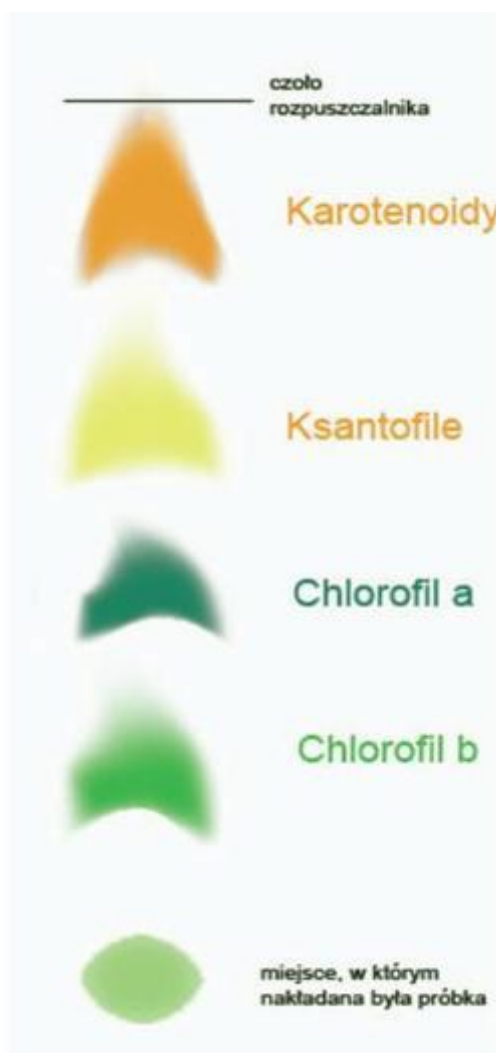 czoło
rozpuszczalnika
Karotenoidy
Ksantofile
Chlorofil a
Chlorofil b
miejsce, w którym
nakładana była próbka